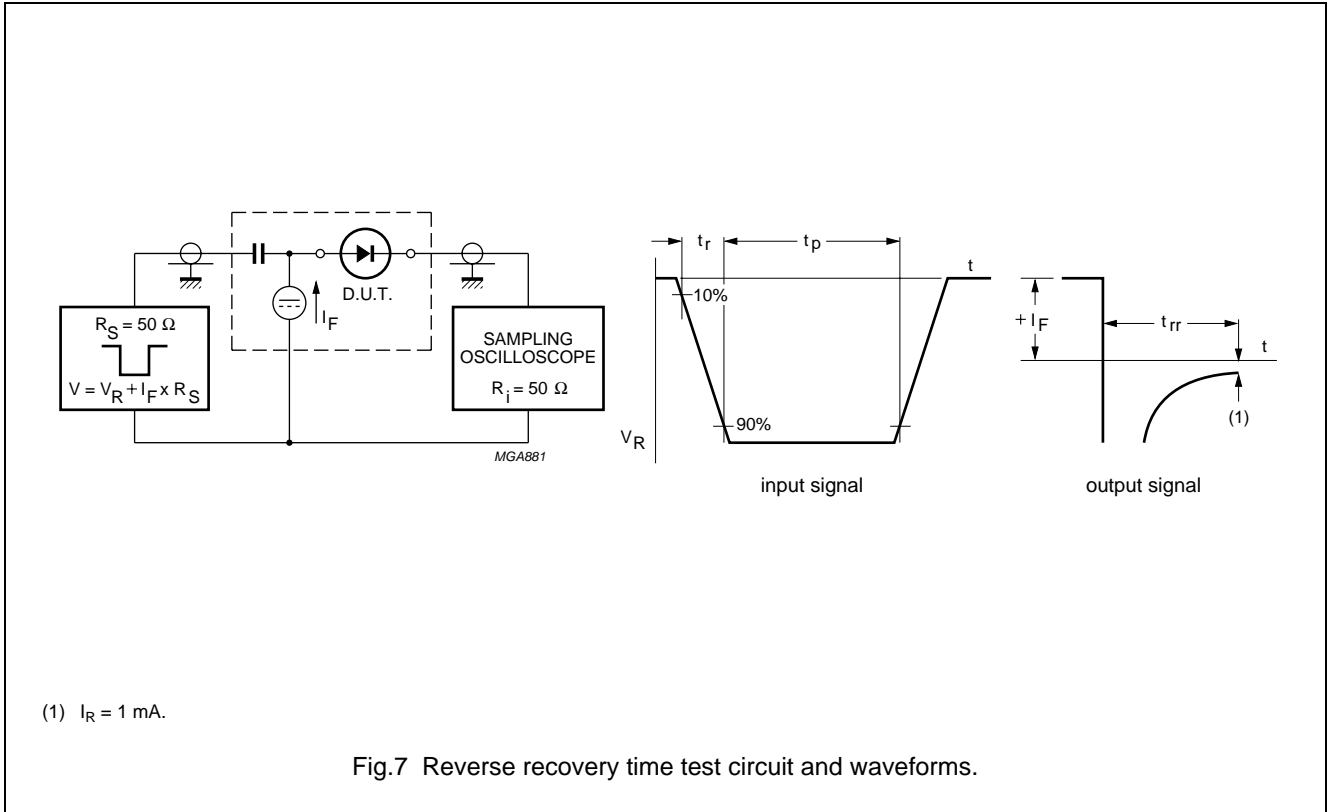 R_S = 50 Ω
V = V_R + I_F x R_S
I_F
D.U.T.
SAMPLING
OSCILLOSCOPE
R_i = 50 Ω
MGA881
t_r
t_p
t
10%
90%
V_R
input signal
+ I_F
t_rr
t
(1)
output signal
(1) I_R = 1 mA.
Fig.7 Reverse recovery time test circuit and waveforms.